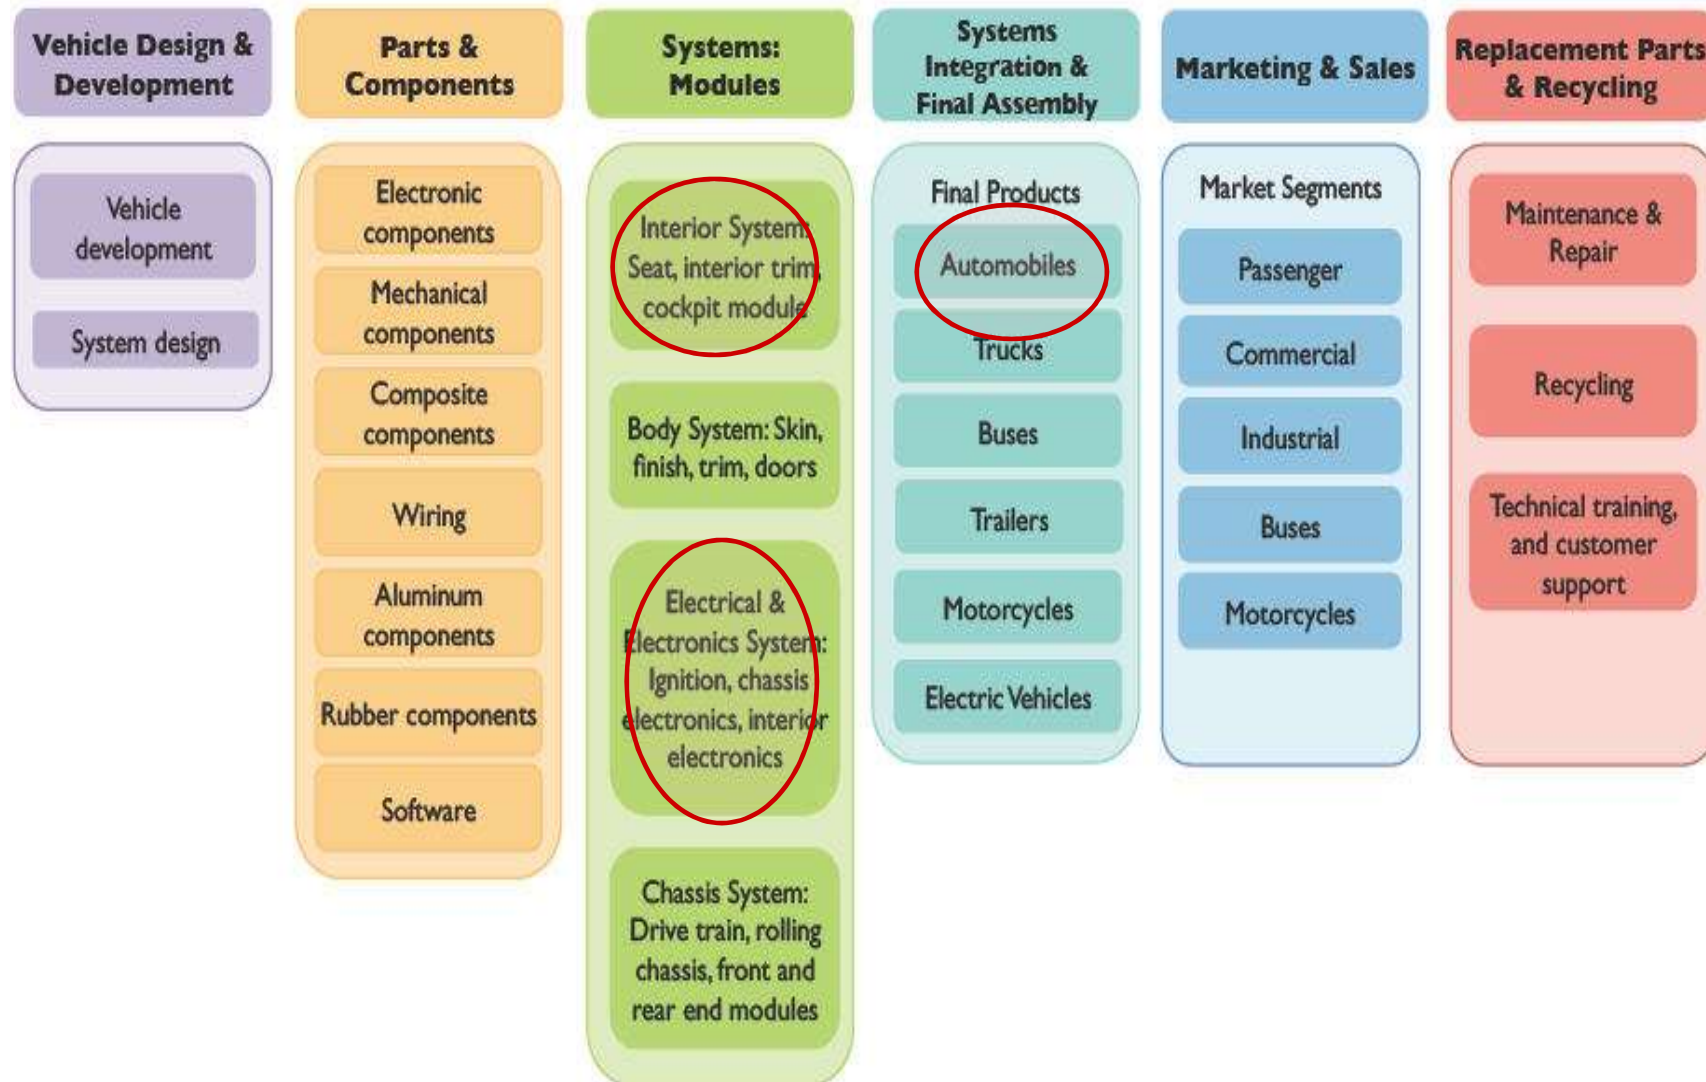 Vehicle Design &
Development
Parts &
Components
Systems:
Modules
Systems
Integration &
Final Assembly
Marketing & Sales
Replacement Parts
& Recycling
Vehicle
development
System design
Electronic
components
Mechanical
components
Composite
components
Wiring
Aluminum
components
Rubber components
Software
Interior System:
Seat, interior trim,
cockpit module
Body System: Skin,
finish, trim, doors
Electrical &
Electronics System:
Ignition, chassis
electronics, interior
electronics
Chassis System:
Drive train, rolling
chassis, front and
rear end modules
Final Products
Automobiles
Trucks
Buses
Trailers
Motorcycles
Electric Vehicles
Market Segments
Passenger
Commercial
Industrial
Buses
Motorcycles
Maintenance &
Repair
Recycling
Technical training,
and customer
support